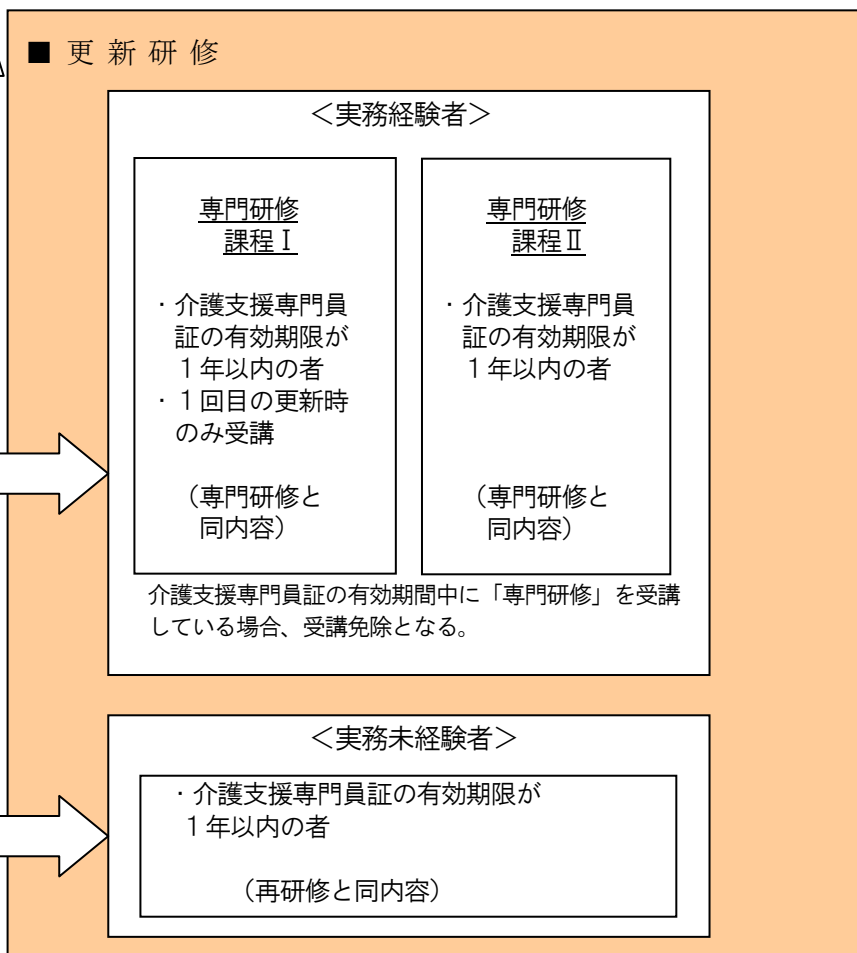 ■ 更 新 研 修
＜実務経験者＞
専門研修
課程Ⅰ
・介護支援専門員
証の有効期限が
１年以内の者
・１回目の更新時
のみ受講
（専門研修と
同内容）
専門研修
課程Ⅱ
・介護支援専門員
証の有効期限が
１年以内の者
（専門研修と
同内容）
介護支援専門員証の有効期間中に「専門研修」を受講
している場合、受講免除となる。
＜実務未経験者＞
・介護支援専門員証の有効期限が
１年以内の者
（再研修と同内容）